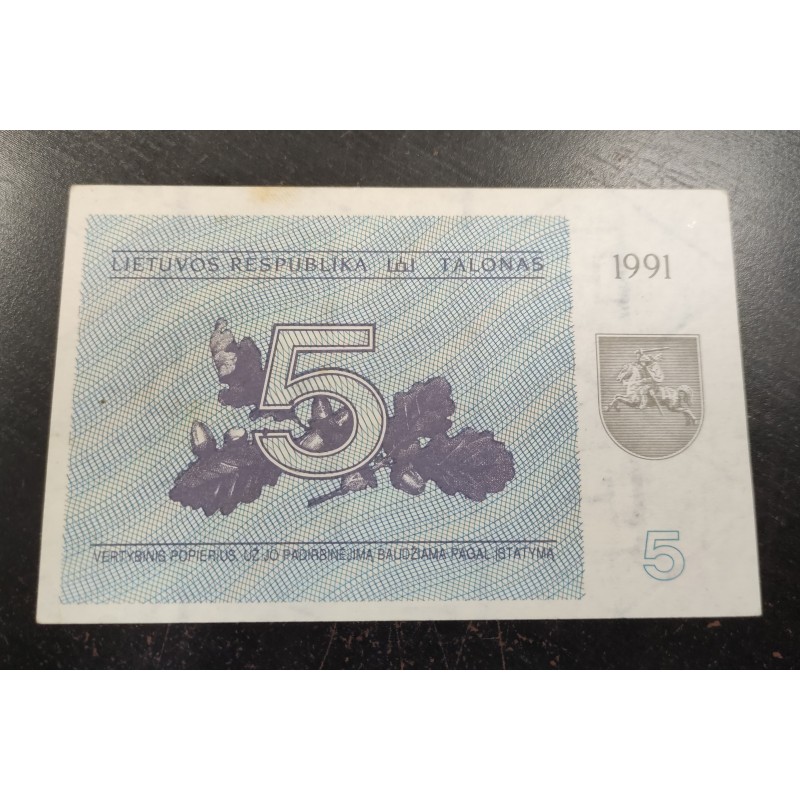 LIETUVOS RESPUBLIKA TALONAS
1991
5
VERTYBINIS POPIERIUS, UŽ JO PADIRBINĖJIMĄ BAUDŽIAMA PAGAL ĮSTATYMĄ
5